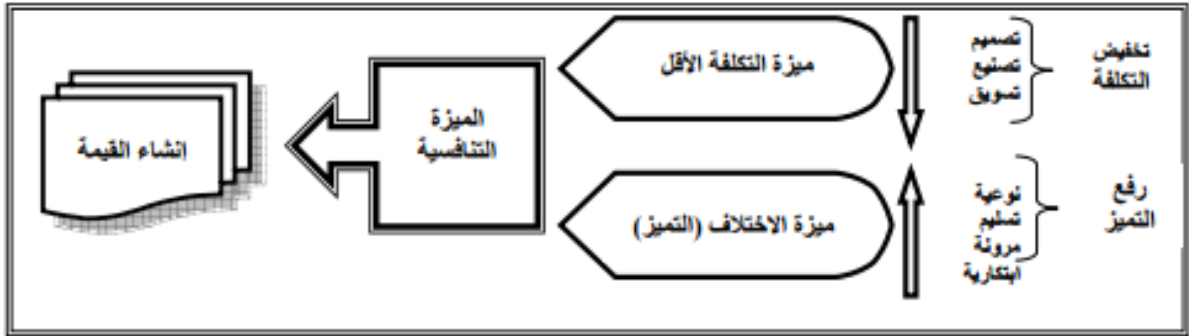 تخفيض
التكلفة
تصميم
تصنيع
تسويق
ميزة التكلفة الأقل
رفع
التميز
نوعية
تسليم
مرونة
ابتكارية
ميزة الاختلاف (التميز)
الميزة
التنافسية
إنشاء القيمة